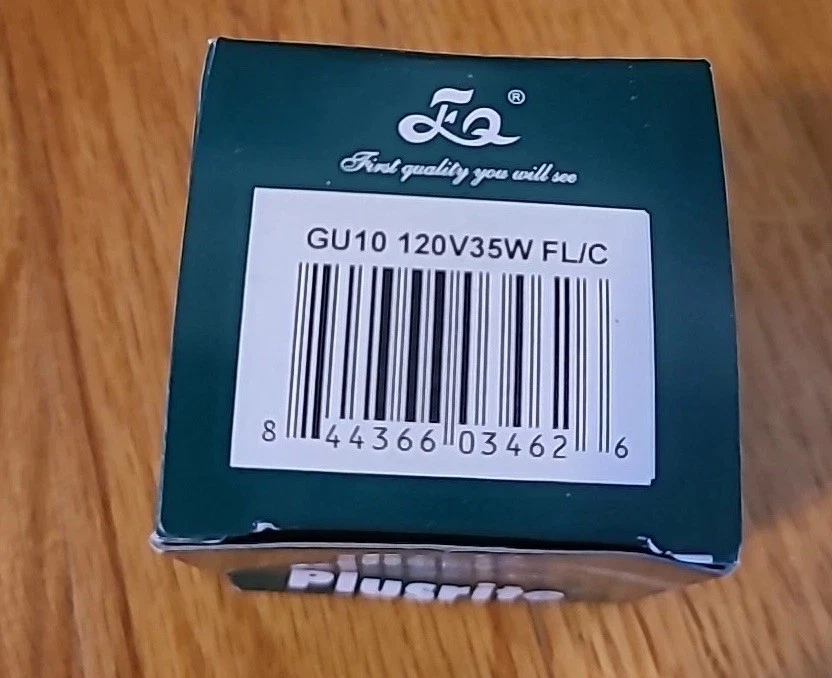 FQ®
First quality you will see
GU10 120V35W FL/C
8 44366 03462 6
Plusrite